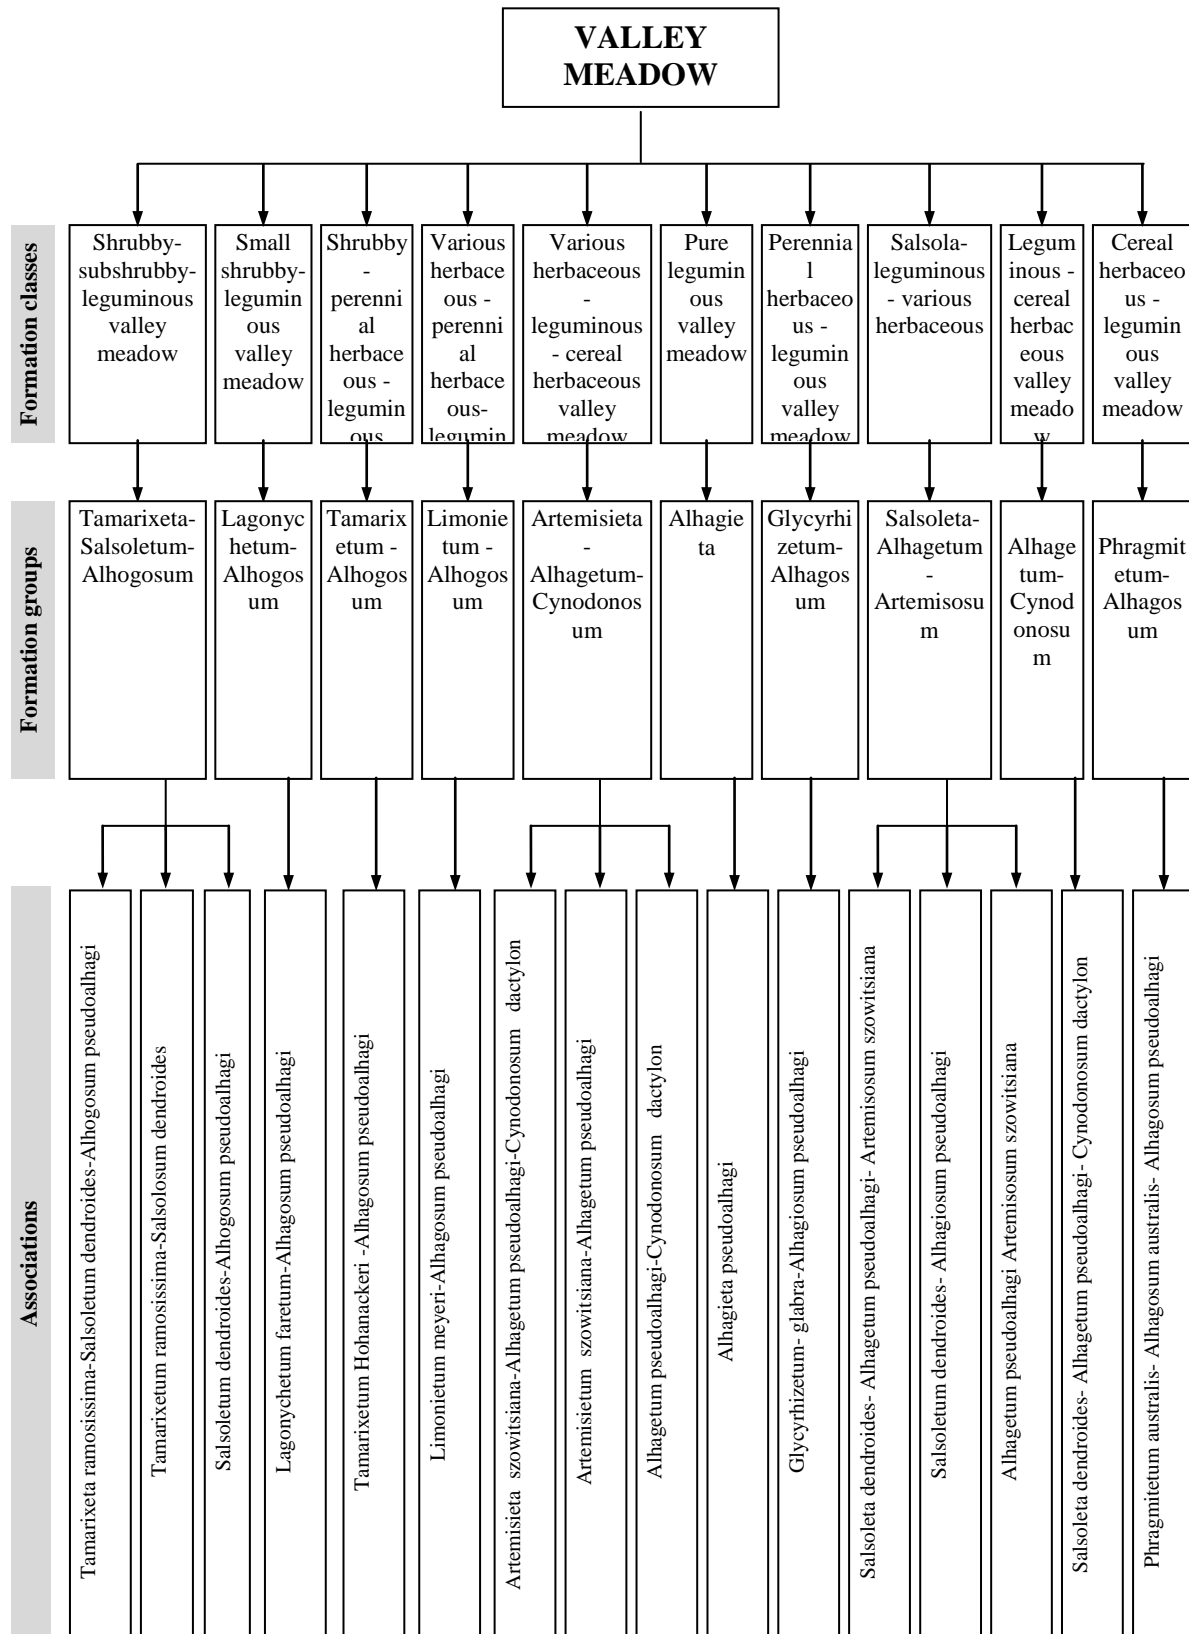 VALLEY
MEADOW
Formation classes
Shrubby-
subshrubby-
leguminous
valley
meadow
Small
shrubby-
legumin
ous
valley
meadow
Shrubby
-
perenni
al
herbace
ous -
legumin
ous
Various
herbace
ous -
perenni
al
herbace
ous-
legumin
Various
herbaceous
-
leguminous
- cereal
herbaceous
valley
meadow
Pure
legumin
ous
valley
meadow
Perennia
l
herbaceo
us -
legumin
ous
valley
meadow
Salsola-
leguminous
- various
herbaceous
Legum
inous -
cereal
herbac
eous
valley
meado
w
Cereal
herbaceo
us -
legumin
ous
valley
meadow
Formation groups
Tamarixeta-
Salsoletum-
Alhogosum
Lagonyc
hetum-
Alhogos
um
Tamarix
etum -
Alhogos
um
Limonie
tum -
Alhogos
um
Artemisieta
-
Alhagetum-
Cynodonos
um
Alhagie
ta
Glycyrhi
zetum-
Alhagos
um
Salsoleta-
Alhagetum
-
Artemisosu
m
Alhage
tum-
Cynod
onosu
m
Phragmit
etum-
Alhagos
um
Associations
Tamarixeta ramosissima-Salsoletum dendroides-Alhogosum pseudoalhagi
Tamarixetum ramosissima-Salsolosum dendroides
Salsoletum dendroides-Alhogosum pseudoalhagi
Lagonychetum faretum-Alhagosum pseudoalhagi
Tamarixetum Hohanackeri -Alhagosum pseudoalhagi
Limonietum meyeri-Alhagosum pseudoalhagi
Artemisieta szowitsiana-Alhagetum pseudoalhagi-Cynodonosum dactylon
Artemisietum szowitsiana-Alhagetum pseudoalhagi
Alhagetum pseudoalhagi-Cynodonosum dactylon
Alhagieta pseudoalhagi
Glycyrhizetum- glabra-Alhagiosum pseudoalhagi
Salsoleta dendroides- Alhagetum pseudoalhagi- Artemisosum szowitsiana
Salsoletum dendroides- Alhagiosum pseudoalhagi
Alhagetum pseudoalhagi Artemisosum szowitsiana
Salsoleta dendroides- Alhagetum pseudoalhagi- Cynodonosum dactylon
Phragmitetum australis- Alhagosum australis- Alhagosum pseudoalhagi